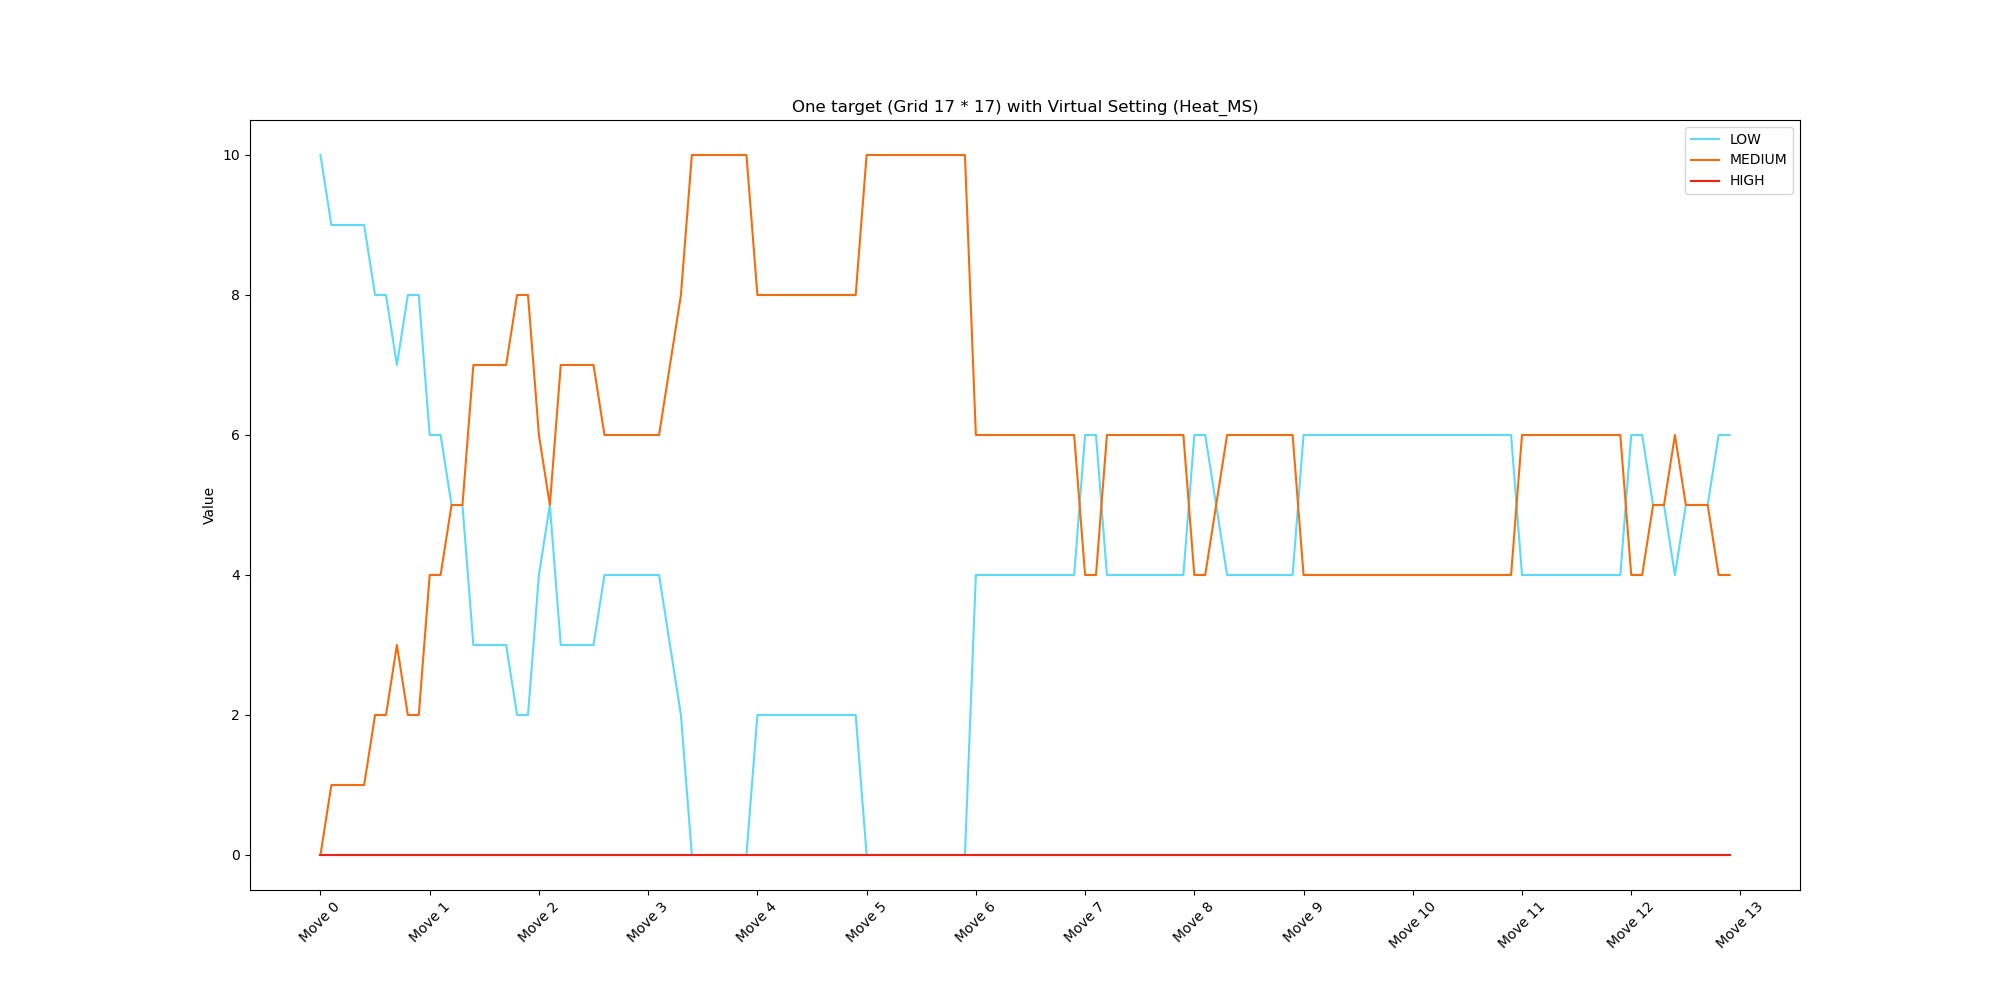 One target (Grid 17 * 17) with Virtual Setting (Heat_MS)
LOW
MEDIUM
HIGH
Value
10
8
6
4
2
0
Move 0
Move 1
Move 2
Move 3
Move 4
Move 5
Move 6
Move 7
Move 8
Move 9
Move 10
Move 11
Move 12
Move 13